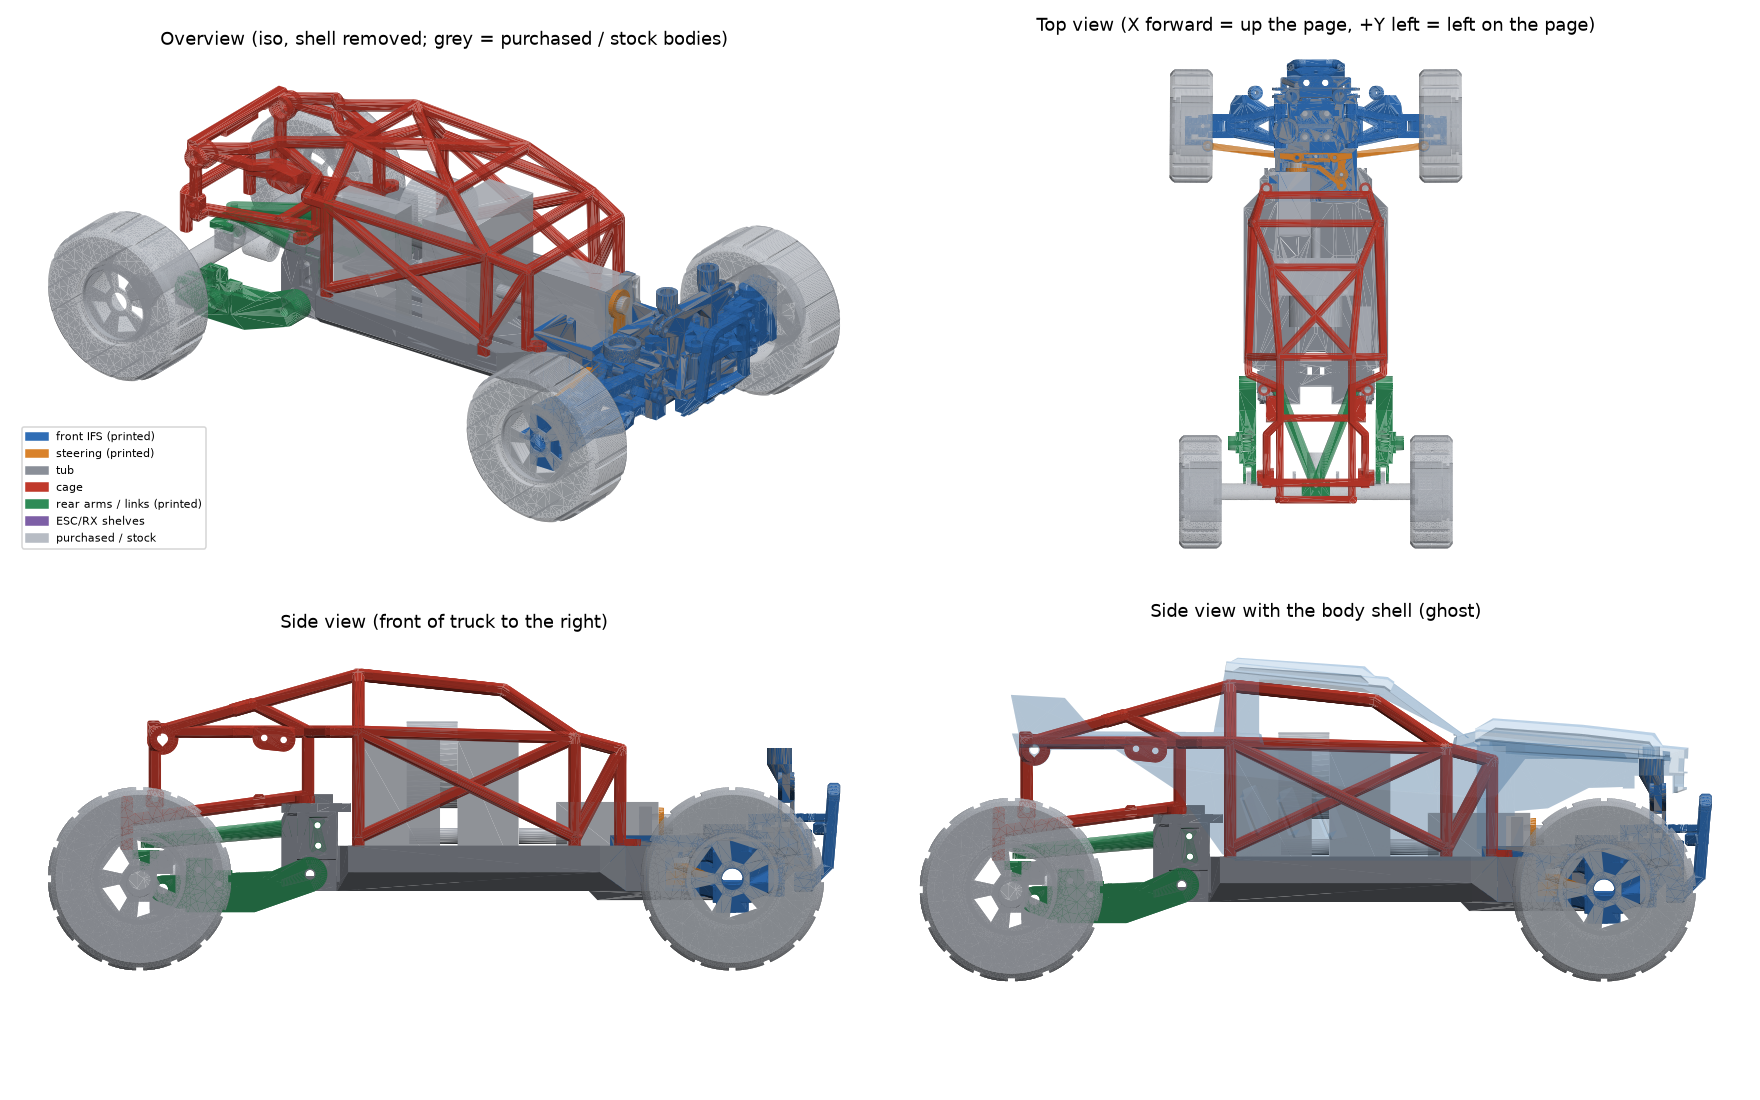 Overview (iso, shell removed; grey = purchased / stock bodies)
Top view (X forward = up the page, +Y left = left on the page)
front IFS (printed)
steering (printed)
tub
cage
rear arms / links (printed)
ESC/RX shelves
purchased / stock
Side view (front of truck to the right)
Side view with the body shell (ghost)